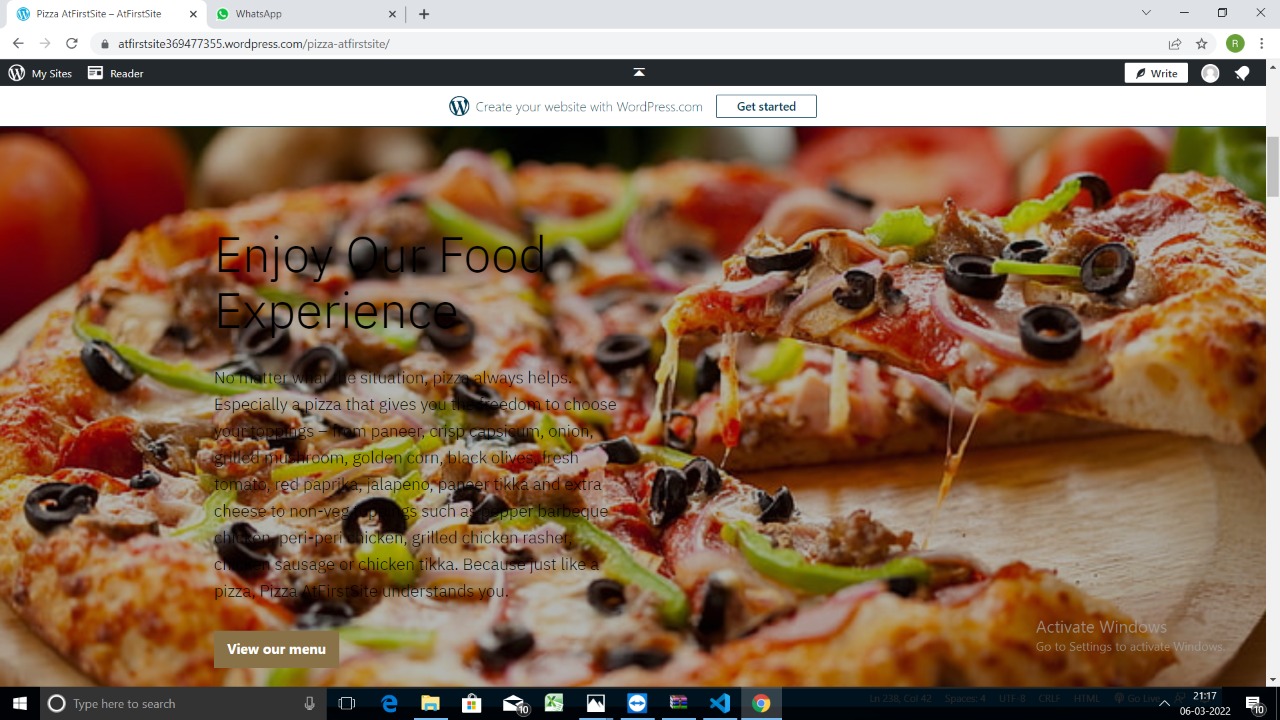 Pizza AtFirstSite – AtFirstSite
WhatsApp
atfirstsite369477355.wordpress.com/pizza-atfirstsite/
R
My Sites
Reader
Write
Create your website with WordPress.com
Get started
Enjoy Our Food
Experience
No matter what the situation, pizza always helps.
Especially a pizza that gives you the freedom to choose
your toppings – from paneer, crisp capsicum, onion,
grilled mushroom, golden corn, black olives, fresh
tomato, red paprika, jalapeno, paneer tikka and extra
cheese to non-veg toppings such as pepper barbeque
chicken, peri-peri chicken, grilled chicken rasher,
chicken sausage or chicken tikka. Because just like a
pizza, Pizza AtFirstSite understands you.
View our menu
Activate Windows
Go to Settings to activate Windows.
Type here to search
10
Ln 238, Col 42 Spaces: 4 UTF-8 CRLF HTML Go Live
21:17
06-03-2022
10